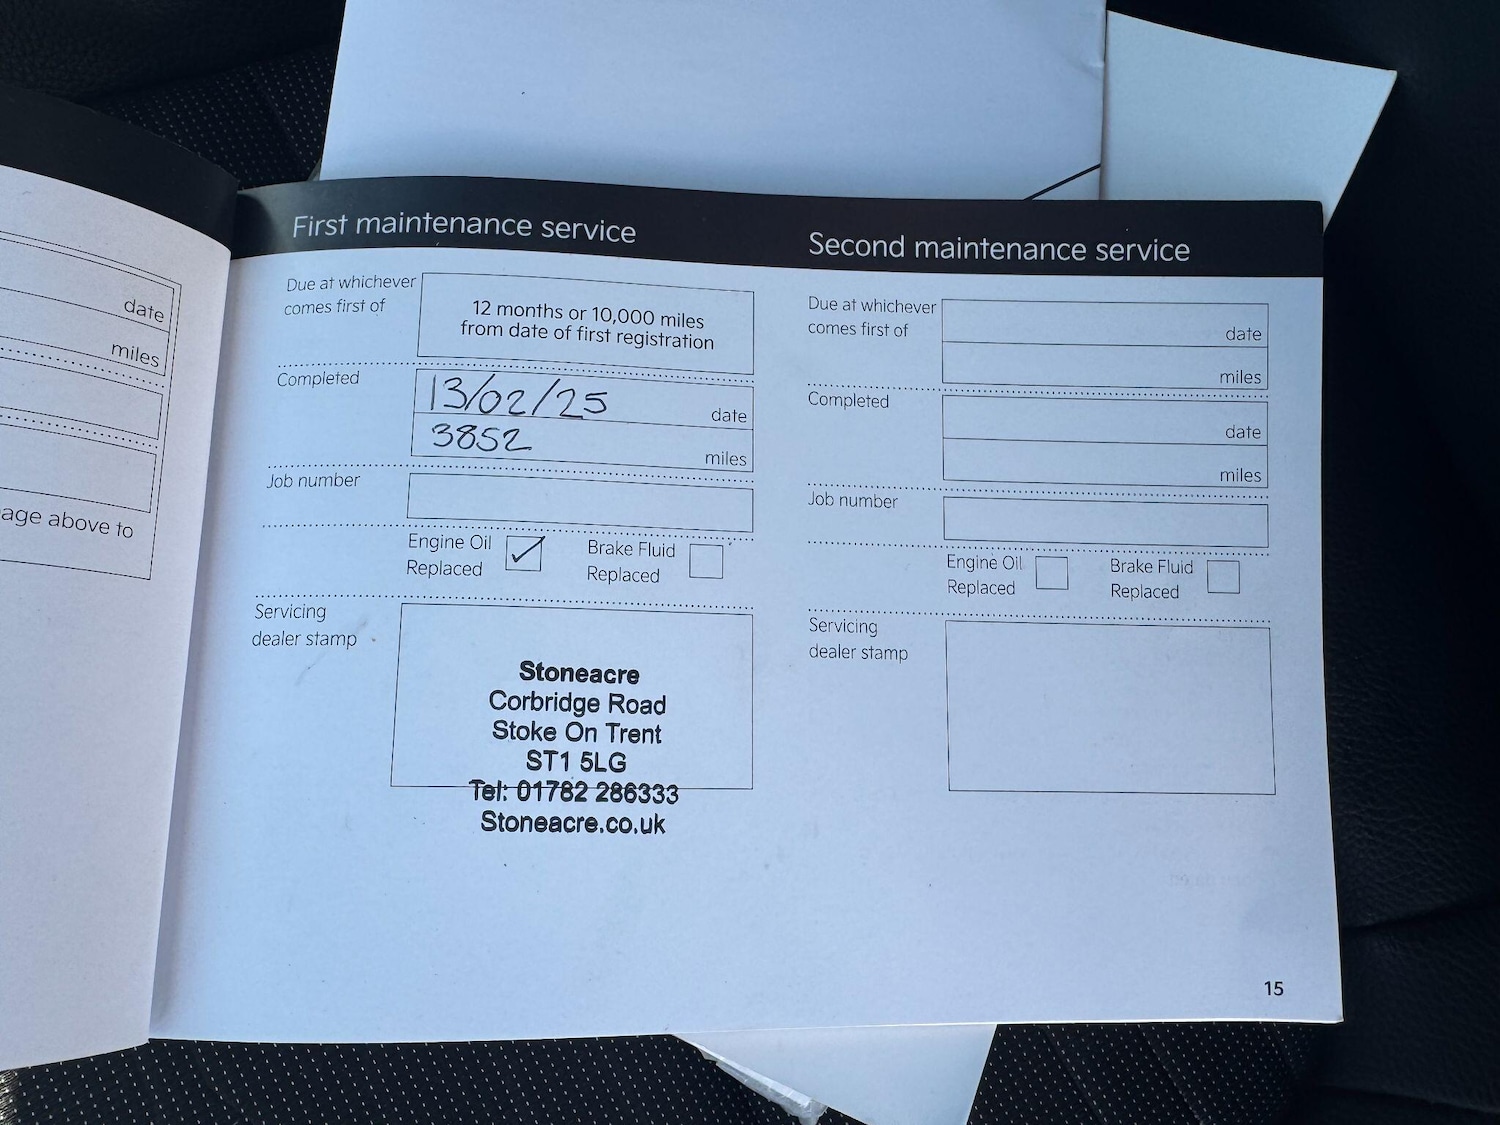 date
miles
age above to
First maintenance service
Due at whichever
comes first of
12 months or 10,000 miles
from date of first registration
Completed
13/02/25
date
3852
miles
Job number
Engine Oil
Replaced
Brake Fluid
Replaced
Servicing
dealer stamp
Stoneacre
Corbridge Road
Stoke On Trent
ST1 5LG
Tel: 01782 286333
Stoneacre.co.uk
Second maintenance service
Due at whichever
comes first of
date
miles
Completed
date
miles
Job number
Engine Oil
Replaced
Brake Fluid
Replaced
Servicing
dealer stamp
15